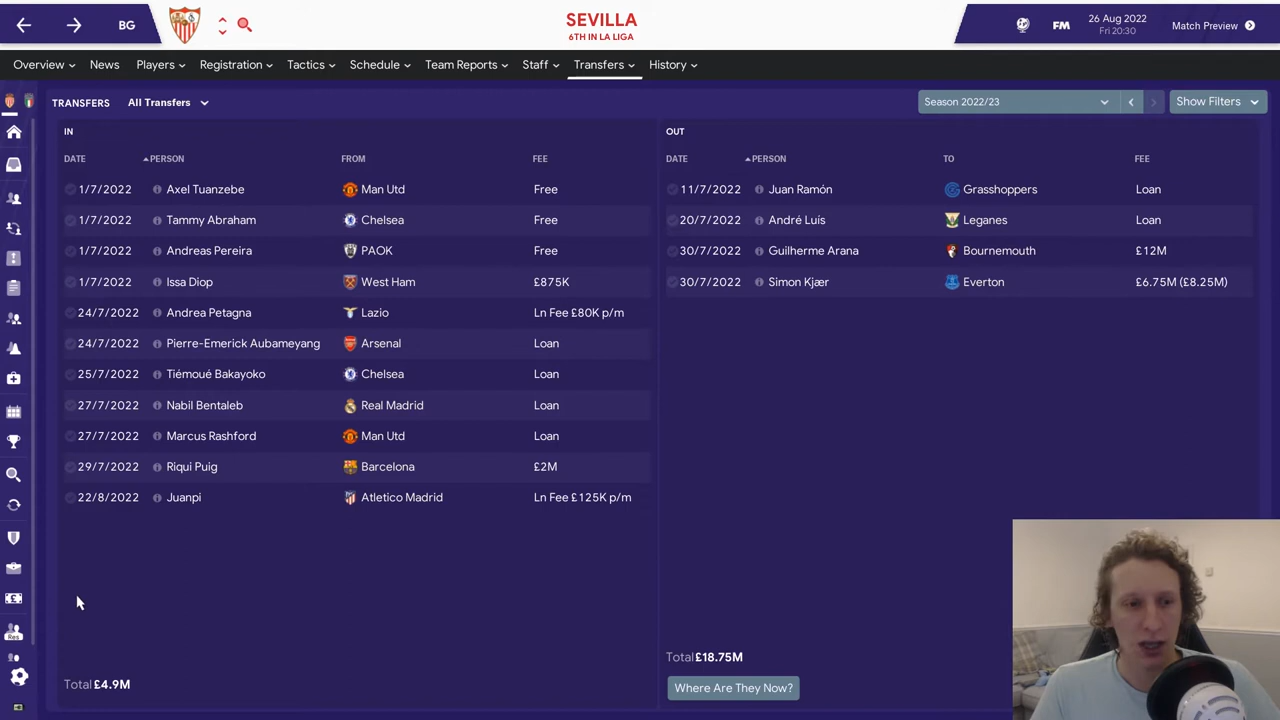 BG
SEVILLA
6TH IN LA LIGA
FM
26 Aug 2022
Fri 20:30
Match Preview
Overview News Players Registration Tactics Schedule Team Reports Staff Transfers History
TRANSFERS All Transfers
Season 2022/23
Show Filters
IN
DATE PERSON FROM FEE
1/7/2022 Axel Tuanzebe Man Utd Free
1/7/2022 Tammy Abraham Chelsea Free
1/7/2022 Andreas Pereira PAOK Free
1/7/2022 Issa Diop West Ham £875K
24/7/2022 Andrea Petagna Lazio Ln Fee £80K p/m
24/7/2022 Pierre-Emerick Aubameyang Arsenal Loan
25/7/2022 Tiémoué Bakayoko Chelsea Loan
27/7/2022 Nabil Bentaleb Real Madrid Loan
27/7/2022 Marcus Rashford Man Utd Loan
29/7/2022 Riqui Puig Barcelona £2M
22/8/2022 Juanpi Atletico Madrid Ln Fee £125K p/m
Total £4.9M
OUT
DATE PERSON TO FEE
11/7/2022 Juan Ramón Grasshoppers Loan
20/7/2022 André Luís Leganes Loan
30/7/2022 Guilherme Arana Bournemouth £12M
30/7/2022 Simon Kjær Everton £6.75M (£8.25M)
Total £18.75M
Where Are They Now?
Res